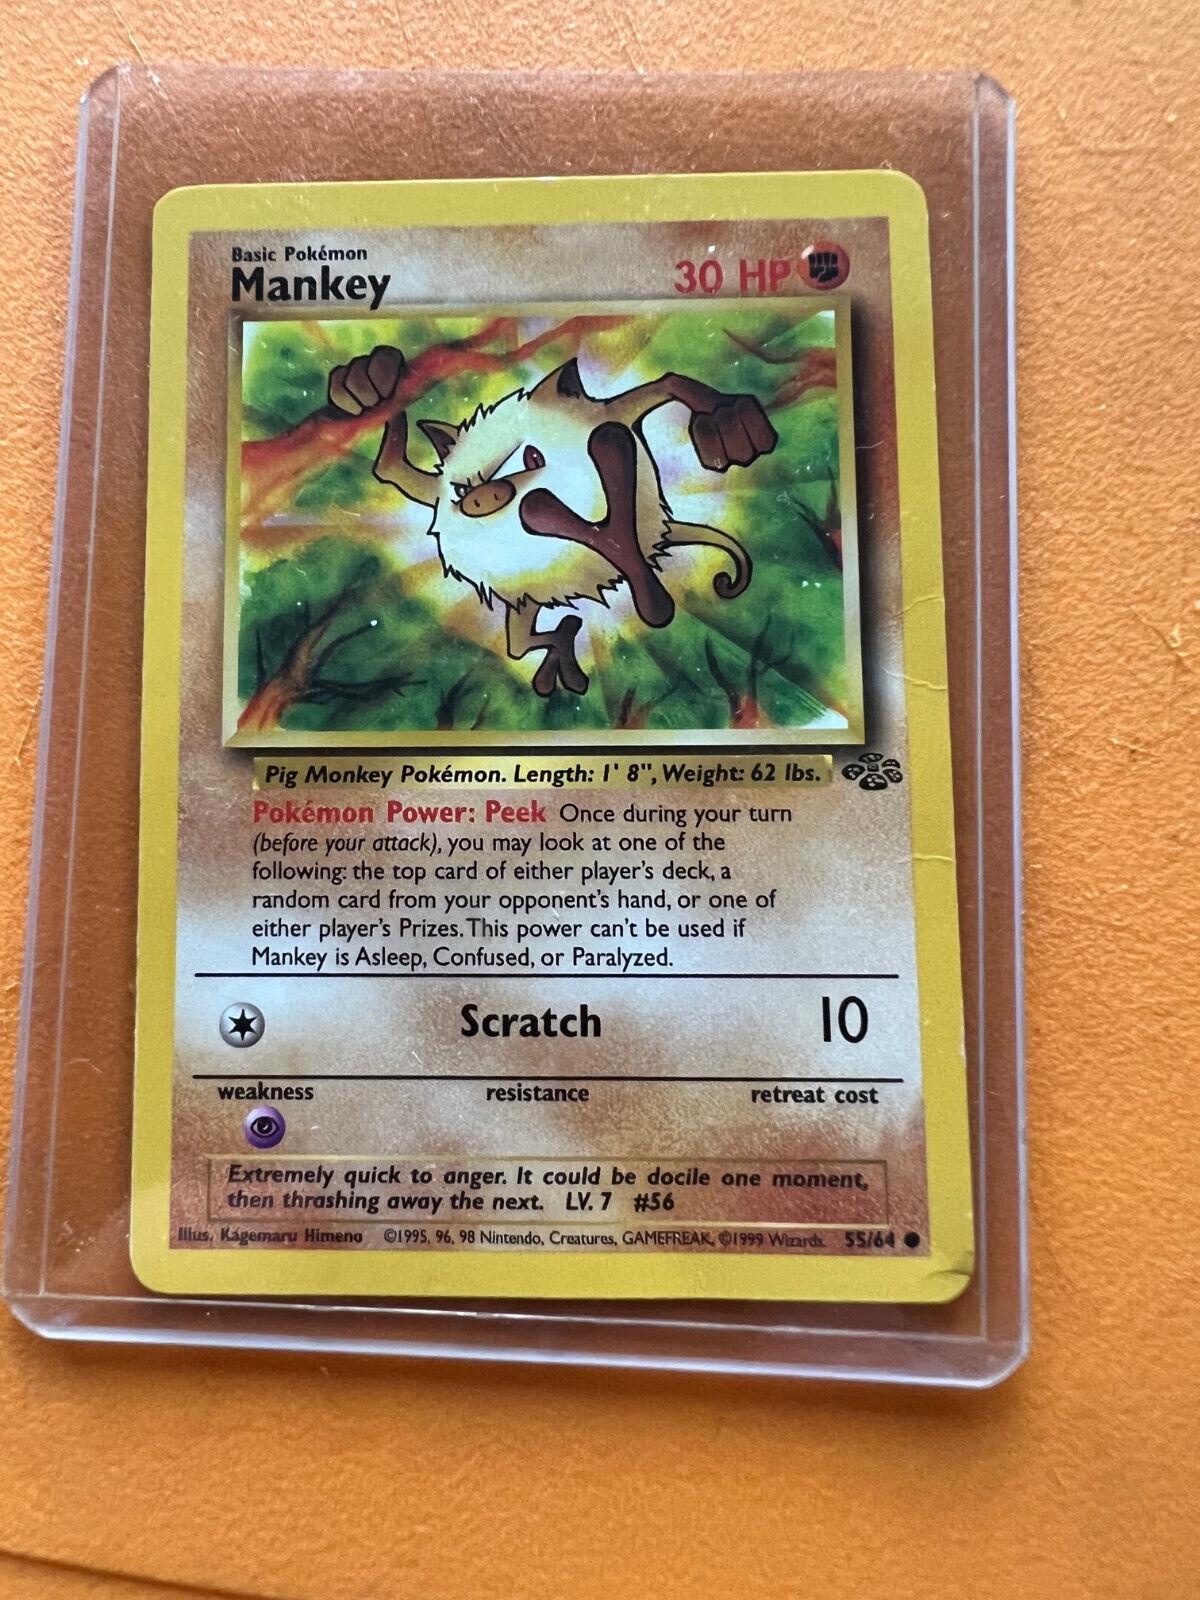 Basic Pokémon
Mankey
30 HP
Pig Monkey Pokémon. Length: 1' 8", Weight: 62 lbs.
Pokémon Power: Peek Once during your turn
(before your attack), you may look at one of the
following: the top card of either player's deck, a
random card from your opponent's hand, or one of
either player's Prizes. This power can't be used if
Mankey is Asleep, Confused, or Paralyzed.
Scratch 10
weakness resistance retreat cost
Extremely quick to anger. It could be docile one moment,
then thrashing away the next. LV. 7 #56
Illus. Kagemaru Himeno ©1995, 96, 98 Nintendo, Creatures, GAMEFREAK. ©1999 Wizards. 55/64